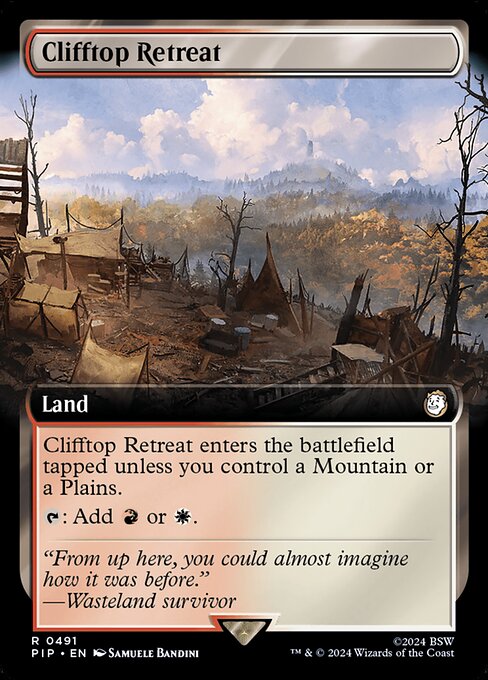 Clifftop Retreat
Land
Clifftop Retreat enters the battlefield
tapped unless you control a Mountain or
a Plains.
: Add or .
“From up here, you could almost imagine
how it was before.”
—Wasteland survivor
R 0491
PIP • EN Samuele Bandini
©2024 BSW
™ & © 2024 Wizards of the Coast